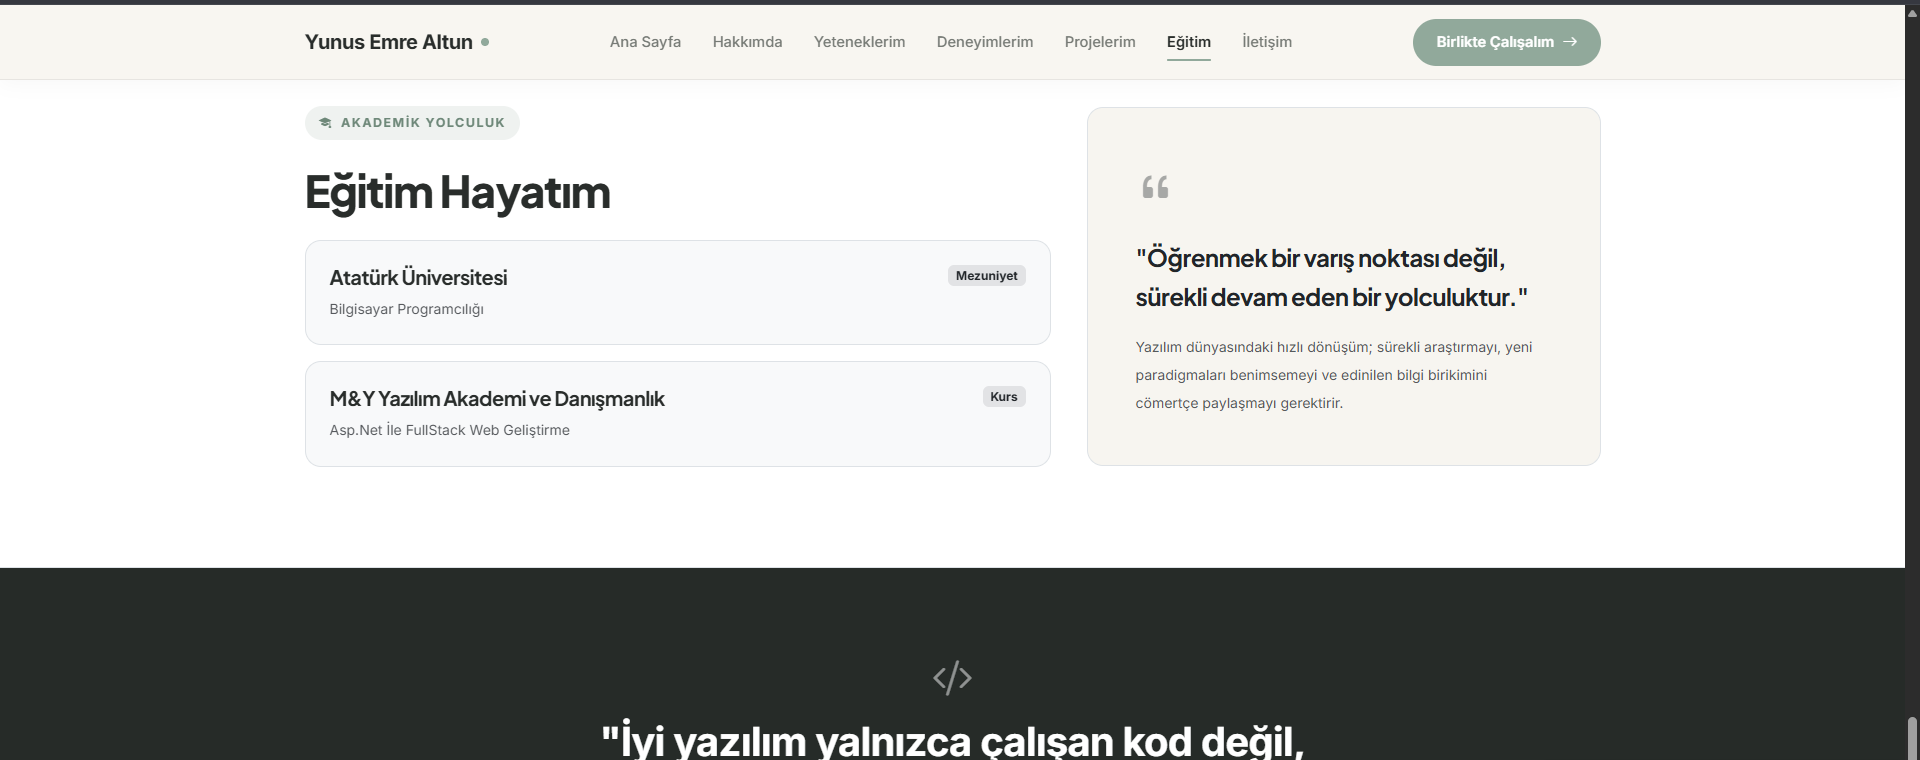 Yunus Emre Altun
Ana Sayfa
Hakkımda
Yeteneklerim
Deneyimlerim
Projelerim
Eğitim
İletişim
Birlikte Çalışalım
AKADEMİK YOLCULUK
Eğitim Hayatım
Atatürk Üniversitesi
Mezuniyet
Bilgisayar Programcılığı
M&Y Yazılım Akademi ve Danışmanlık
Kurs
Asp.Net İle FullStack Web Geliştirme
"Öğrenmek bir varış noktası değil,
sürekli devam eden bir yolculuktur."
Yazılım dünyasındaki hızlı dönüşüm; sürekli araştırmayı, yeni
paradigmaları benimsemeyi ve edinilen bilgi birikimini
cömertçe paylaşmayı gerektirir.
"İyi yazılım yalnızca çalışan kod değil,